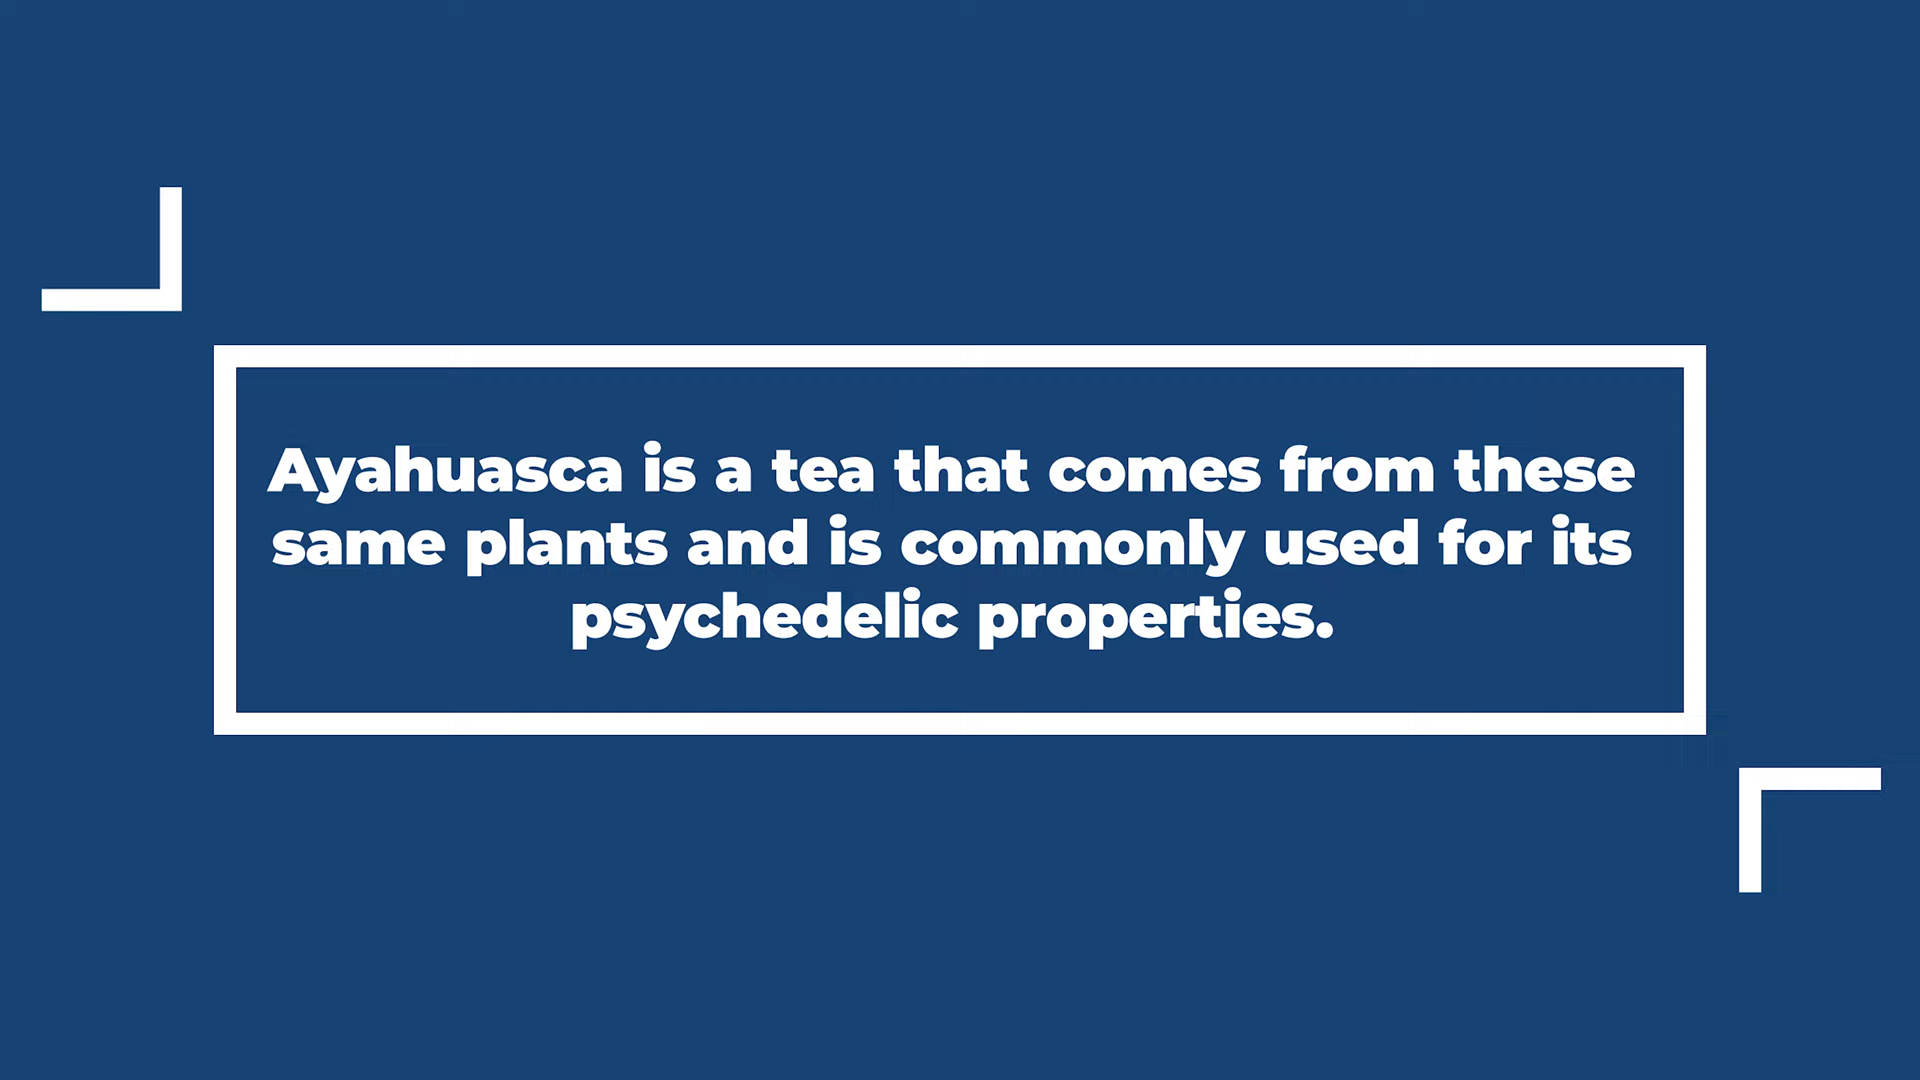 Ayahuasca is a tea that comes from these
same plants and is commonly used for its
psychedelic properties.